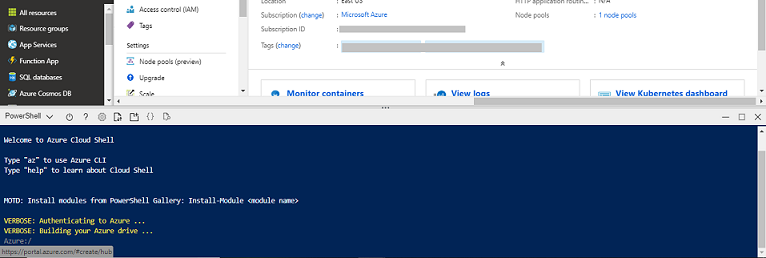 All resources
Resource groups
App Services
Function App
SQL databases
Azure Cosmos DB
Access control (IAM)
Tags
Settings
Node pools (preview)
Upgrade
Scale
Location : East US
Subscription (change) : Microsoft Azure
Subscription ID :
Tags (change) :
HTTP application routin... : N/A
Node pools : 1 node pools
Monitor containers
View logs
View Kubernetes dashboard
PowerShell
Welcome to Azure Cloud Shell
Type "az" to use Azure CLI
Type "help" to learn about Cloud Shell
MOTD: Install modules from PowerShell Gallery: Install-Module <module name>
VERBOSE: Authenticating to Azure ...
VERBOSE: Building your Azure drive ...
Azure:/
https://portal.azure.com/#create/hub